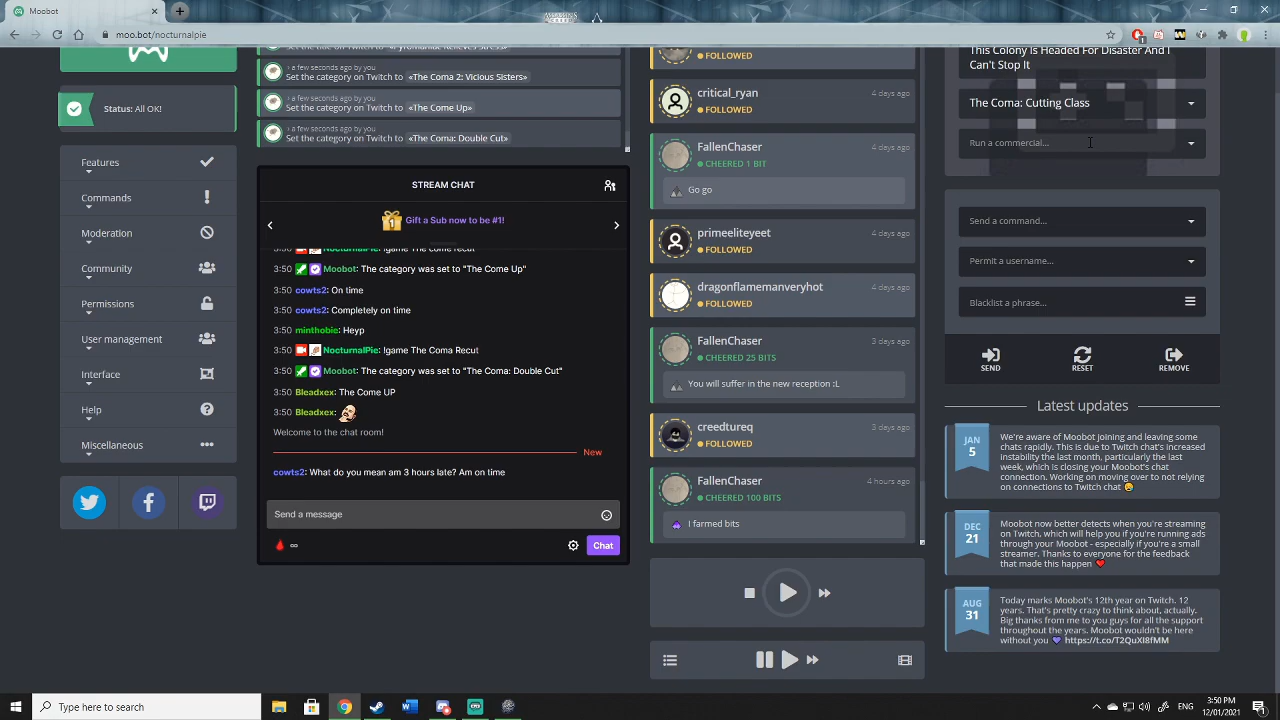 Moobot
moo.bot/nocturnalpie
Status: All OK!
Features
Commands
Moderation
Community
Permissions
User management
Interface
Help
Miscellaneous
› a few seconds ago by you
Set the category on Twitch to «The Coma 2: Vicious Sisters»
› a few seconds ago by you
Set the category on Twitch to «The Come Up»
› a few seconds ago by you
Set the category on Twitch to «The Coma: Double Cut»
STREAM CHAT
Gift a Sub now to be #1!
3:50 Moobot: The category was set to "The Come Up"
3:50 cowts2: On time
3:50 cowts2: Completely on time
3:50 minthobie: Heyp
3:50 NocturnalPie: !game The Coma Recut
3:50 Moobot: The category was set to "The Coma: Double Cut"
3:50 Bleadxex: The Come UP
3:50 Bleadxex:
Welcome to the chat room!
New
cowts2: What do you mean am 3 hours late? Am on time
Send a message
Chat
FOLLOWED
critical_ryan 4 days ago
FOLLOWED
FallenChaser 4 days ago
CHEERED 1 BIT
Go go
primeeliteyeet 4 days ago
FOLLOWED
dragonflamemanveryhot 4 days ago
FOLLOWED
FallenChaser 3 days ago
CHEERED 25 BITS
You will suffer in the new reception :L
creedtureq 3 days ago
FOLLOWED
FallenChaser 4 hours ago
CHEERED 100 BITS
I farmed bits
This Colony Is Headed For Disaster And I
Can't Stop It
The Coma: Cutting Class
Run a commercial...
Send a command...
Permit a username...
Blacklist a phrase...
SEND
RESET
REMOVE
Latest updates
JAN
5
We're aware of Moobot joining and leaving some
chats rapidly. This is due to Twitch chat's increased
instability the last month, particularly the last
week, which is closing your Moobot's chat
connection. Working on moving over to not relying
on connections to Twitch chat
DEC
21
Moobot now better detects when you're streaming
on Twitch, which will help you if you're running ads
through your Moobot - especially if you're a small
streamer. Thanks to everyone for the feedback
that made this happen
AUG
31
Today marks Moobot's 12th year on Twitch. 12
years. That's pretty crazy to think about, actually.
Big thanks from me to you guys for all the support
throughout the years. Moobot wouldn't be here
without you https://t.co/T2QuXI8fMM
Type here to search
3:50 PM
12/01/2021